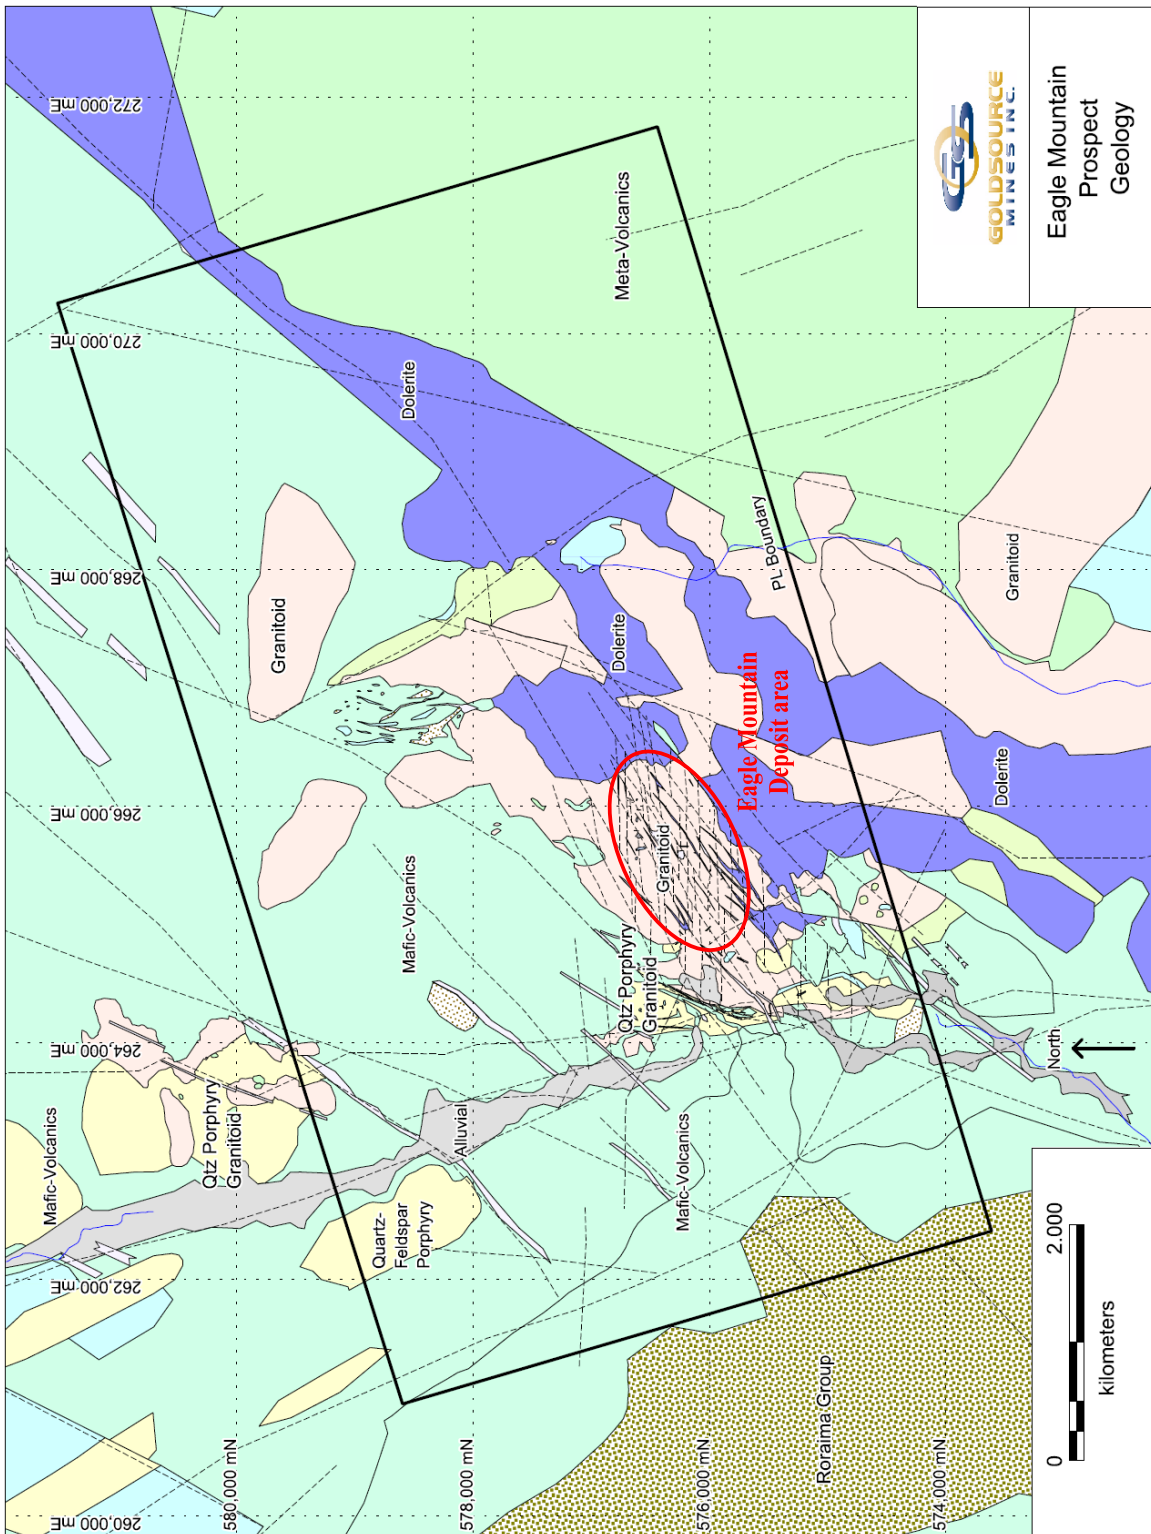 GOLDSOURCE
MINES INC.
Eagle Mountain
Prospect
Geology
272,000 mE
270,000 mE
268,000 mE
266,000 mE
264,000 mE
262,000 mE
260,000 mE
580,000 mN
578,000 mN
576,000 mN
574,000 mN
Meta-Volcanics
Dolerite
PL Boundary
Granitoid
Granitoid
Dolerite
Eagle Mountain
Deposit area
Dolerite
Granitoid
Mafic-Volcanics
Qtz Porphyry
Granitoid
Qtz Porphyry
Granitoid
Mafic-Volcanics
Alluvial
Quartz-
Feldspar
Porphyry
Mafic-Volcanics
Roraima Group
North
0
2.000
kilometers